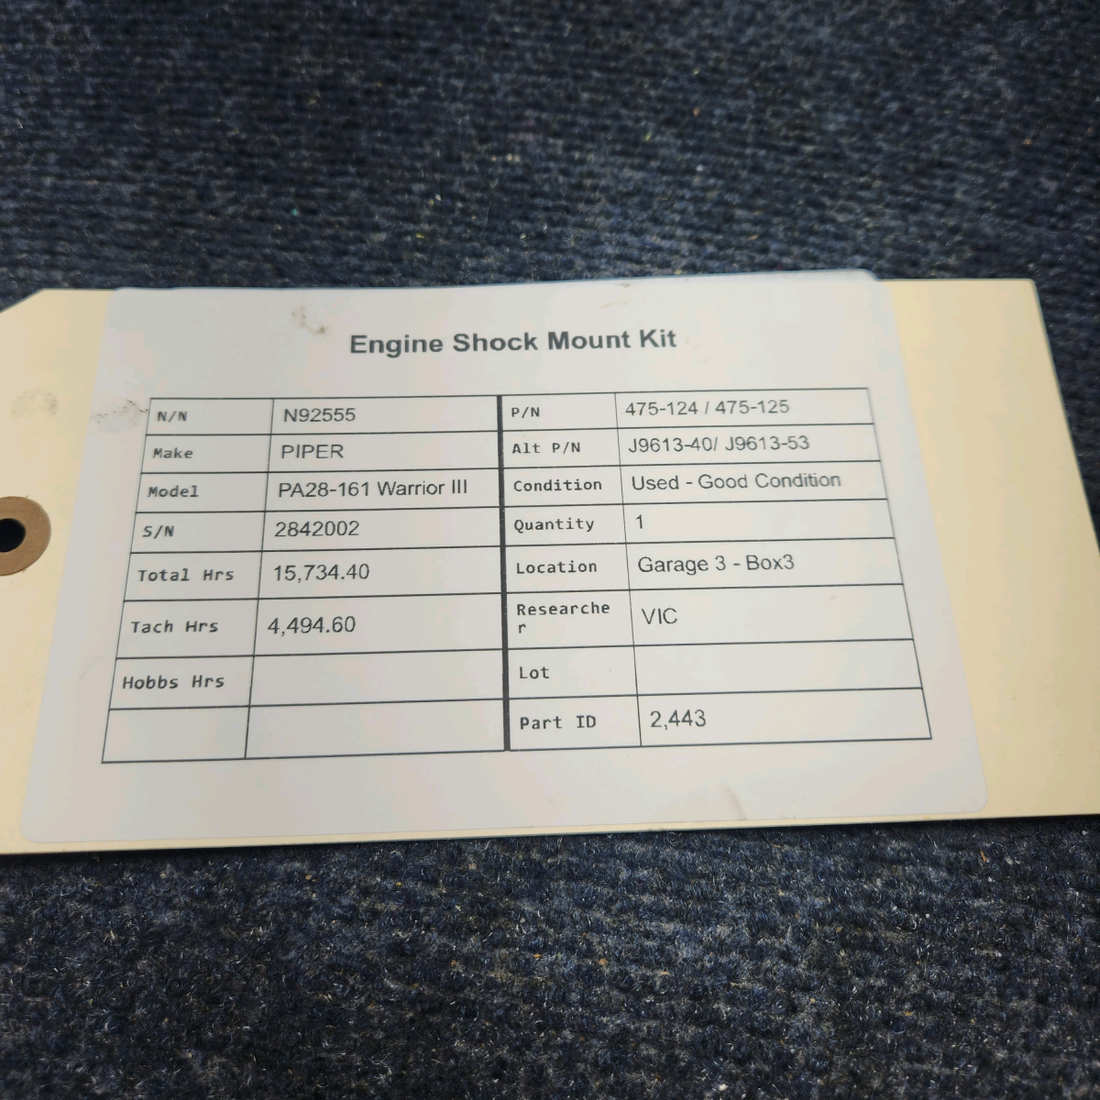 Engine Shock Mount Kit
N/N N92555 P/N 475-124 / 475-125
Make PIPER Alt P/N J9613-40/ J9613-53
Model PA28-161 Warrior III Condition Used - Good Condition
S/N 2842002 Quantity 1
Total Hrs 15,734.40 Location Garage 3 - Box3
Tach Hrs 4,494.60 Researche
r VIC
Hobbs Hrs Lot
Part ID 2,443